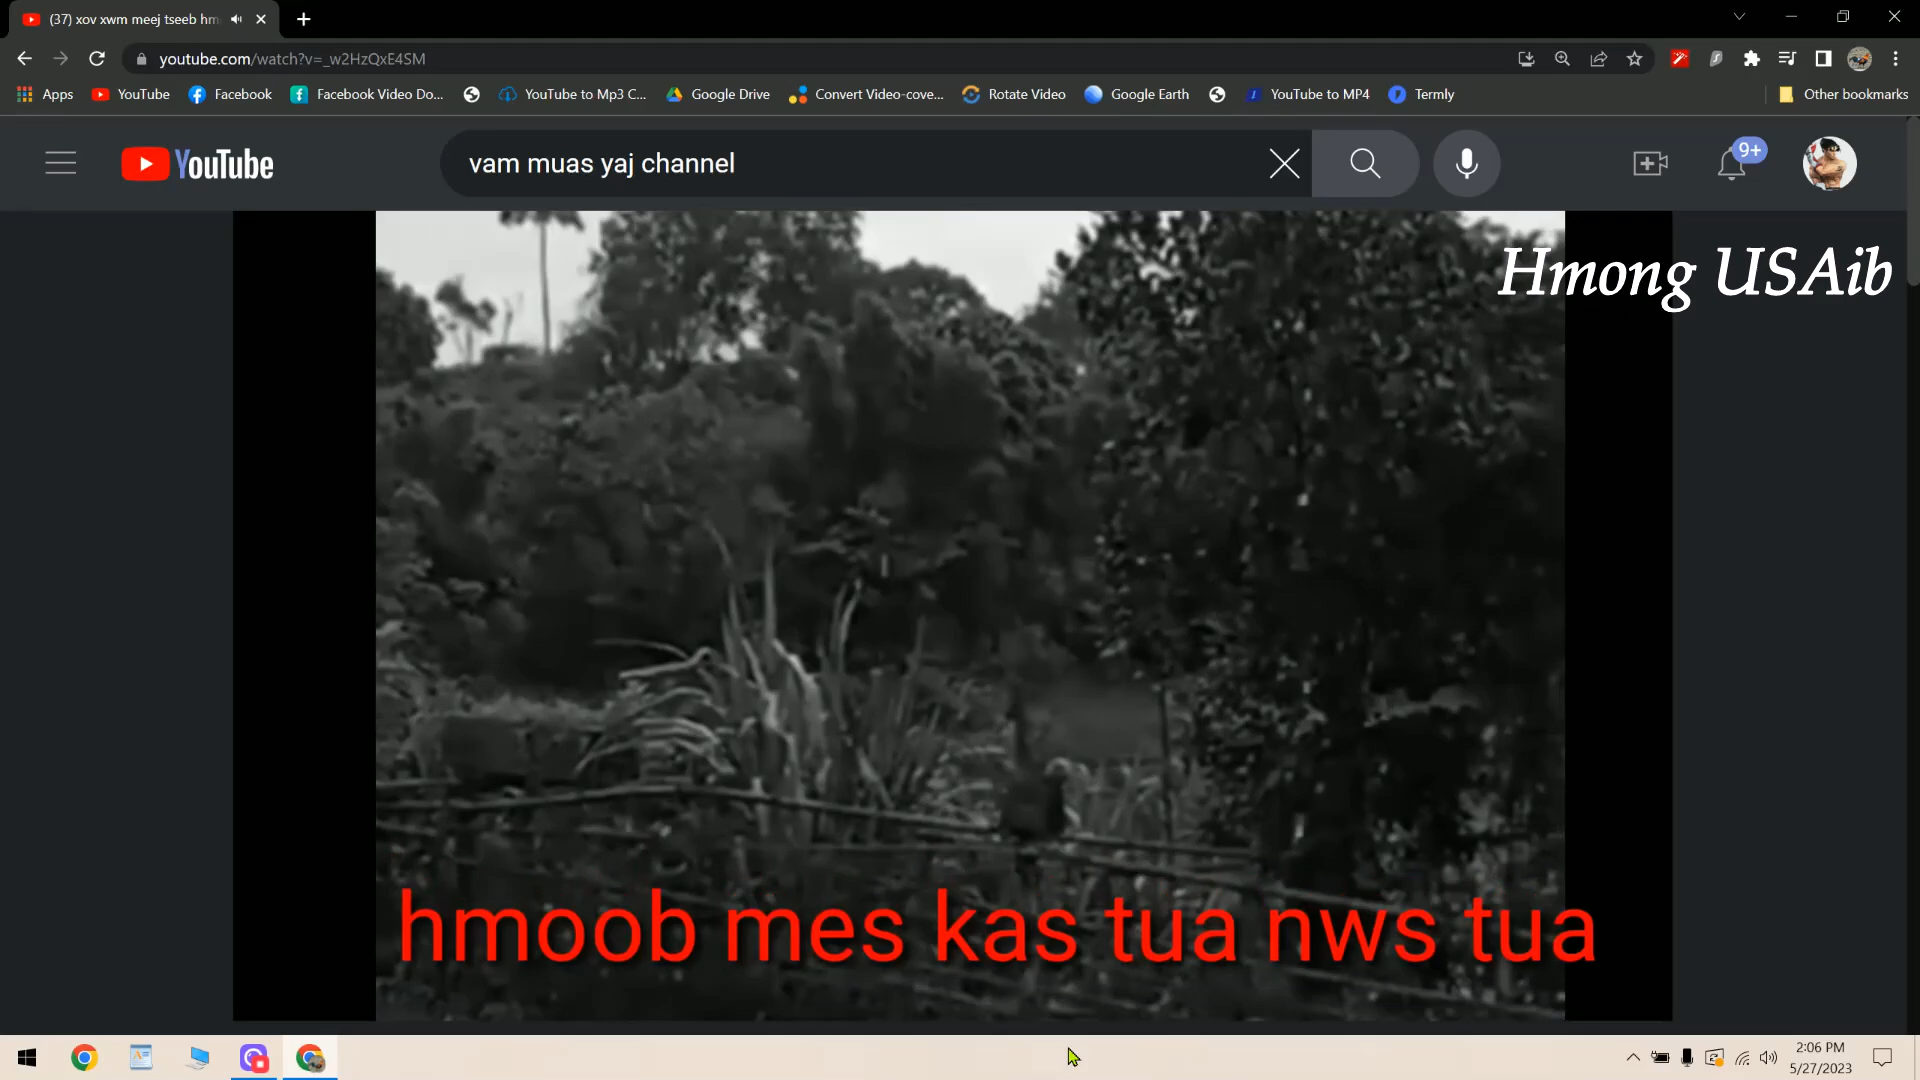 (37) xov xwm meej tseeb hm
youtube.com/watch?v=_w2HzQxE4SM
Apps YouTube Facebook Facebook Video Do... YouTube to Mp3 C... Google Drive Convert Video-cove... Rotate Video Google Earth YouTube to MP4 Termly Other bookmarks
YouTube vam muas yaj channel 9+
Hmong USAib
hmoob mes kas tua nws tua
2:06 PM
5/27/2023